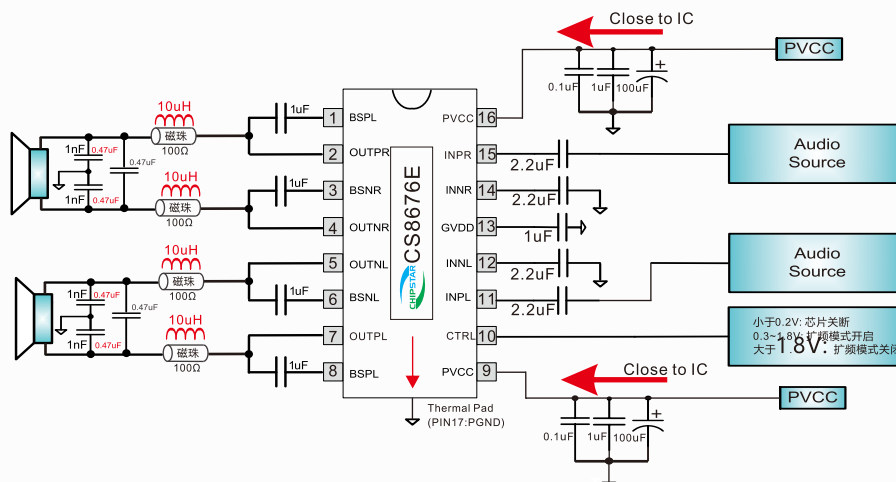 Close to IC
PVCC
0.1uF
1uF
100uF
+
10uH
磁珠
100Ω
1uF
1nF
0.47uF
0.47uF
1nF
0.47uF
10uH
磁珠
100Ω
1uF
10uH
磁珠
100Ω
1uF
1nF
0.47uF
0.47uF
1nF
0.47uF
10uH
磁珠
100Ω
1uF
1 BSPL
2 OUTPR
3 BSNR
4 OUTNR
5 OUTNL
6 BSNL
7 OUTPL
8 BSPL
CS8676E
CHIPSTAR
PVCC 16
INPR 15
INNR 14
GVDD 13
INNL 12
INPL 11
CTRL 10
PVCC 9
2.2uF
2.2uF
1uF
2.2uF
2.2uF
Audio
Source
Audio
Source
小于0.2V: 芯片关断
0.3~1.8V: 扩频模式开启
大于1.8V: 扩频模式关闭
Thermal Pad
(PIN17:PGND)
Close to IC
PVCC
0.1uF
1uF
100uF
+